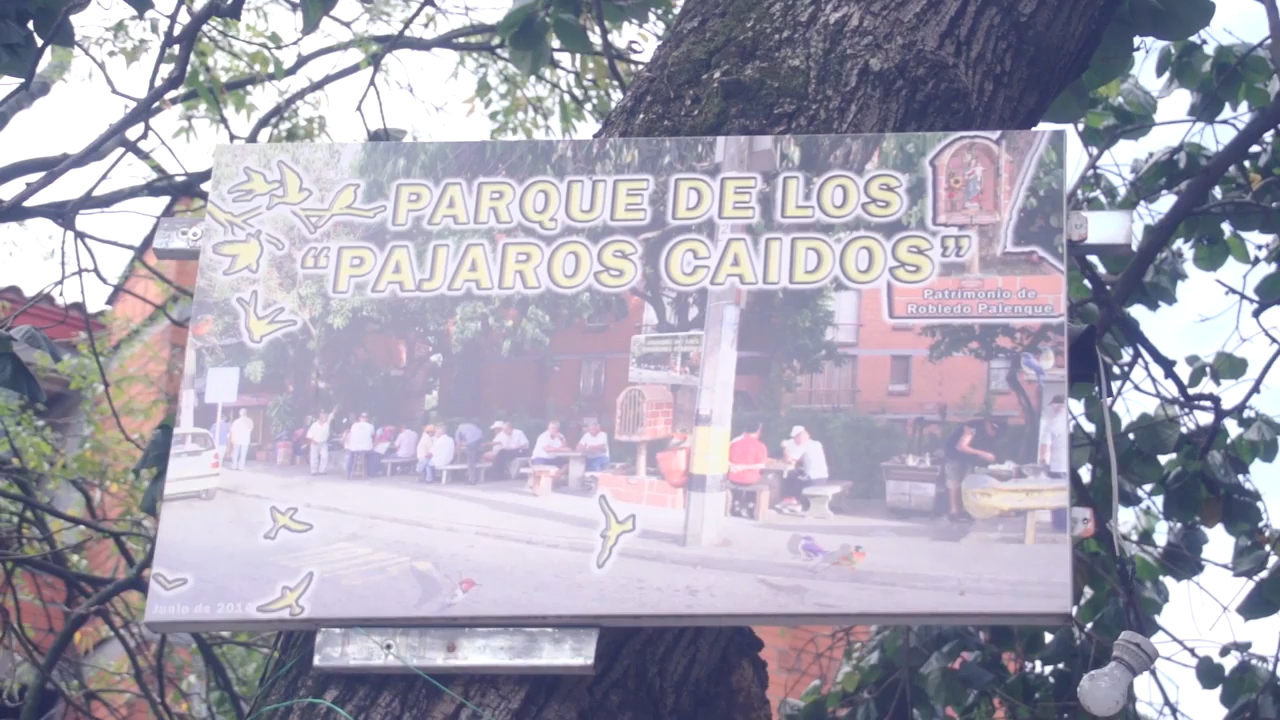 PARQUE DE LOS
“PAJAROS CAIDOS”
Patrimonio de
Robledo Palenque
Junio de 2014